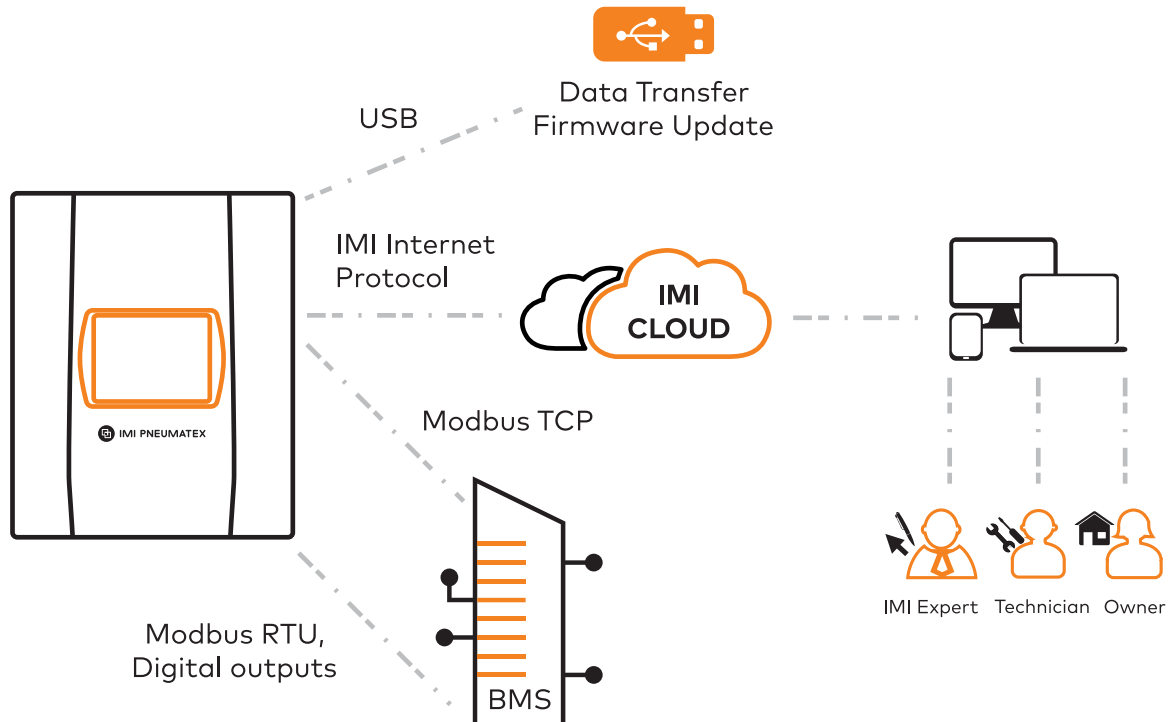 USB
Data Transfer
Firmware Update
IMI Internet
Protocol
IMI
CLOUD
IMI PNEUMATEX
Modbus TCP
Modbus RTU,
Digital outputs
BMS
IMI Expert
Technician
Owner